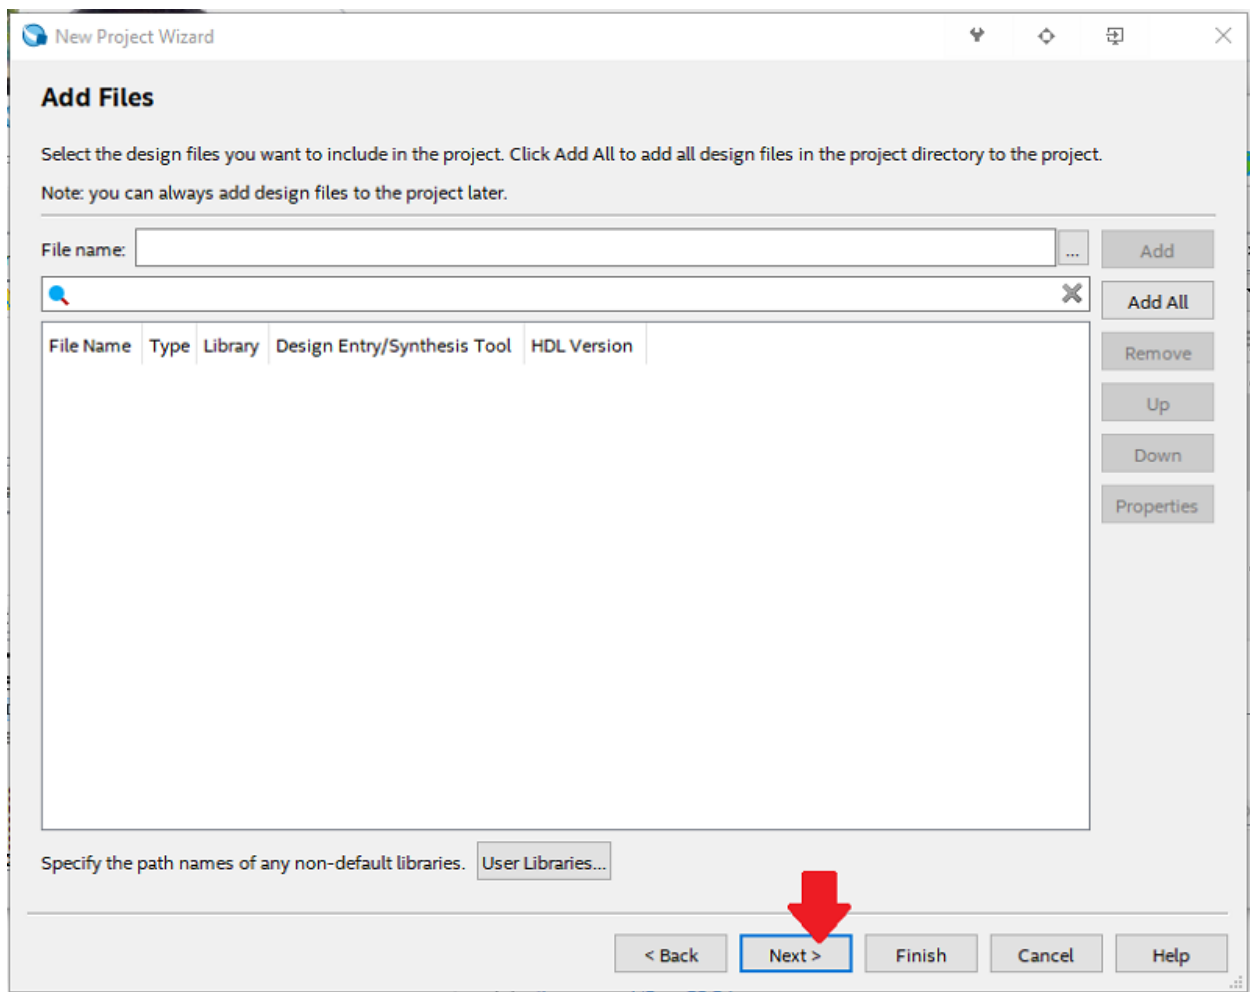 New Project Wizard
Add Files
Select the design files you want to include in the project. Click Add All to add all design files in the project directory to the project.
Note: you can always add design files to the project later.
File name:
...
Add
Add All
File Name Type Library Design Entry/Synthesis Tool HDL Version
Remove
Up
Down
Properties
Specify the path names of any non-default libraries. User Libraries...
< Back Next > Finish Cancel Help